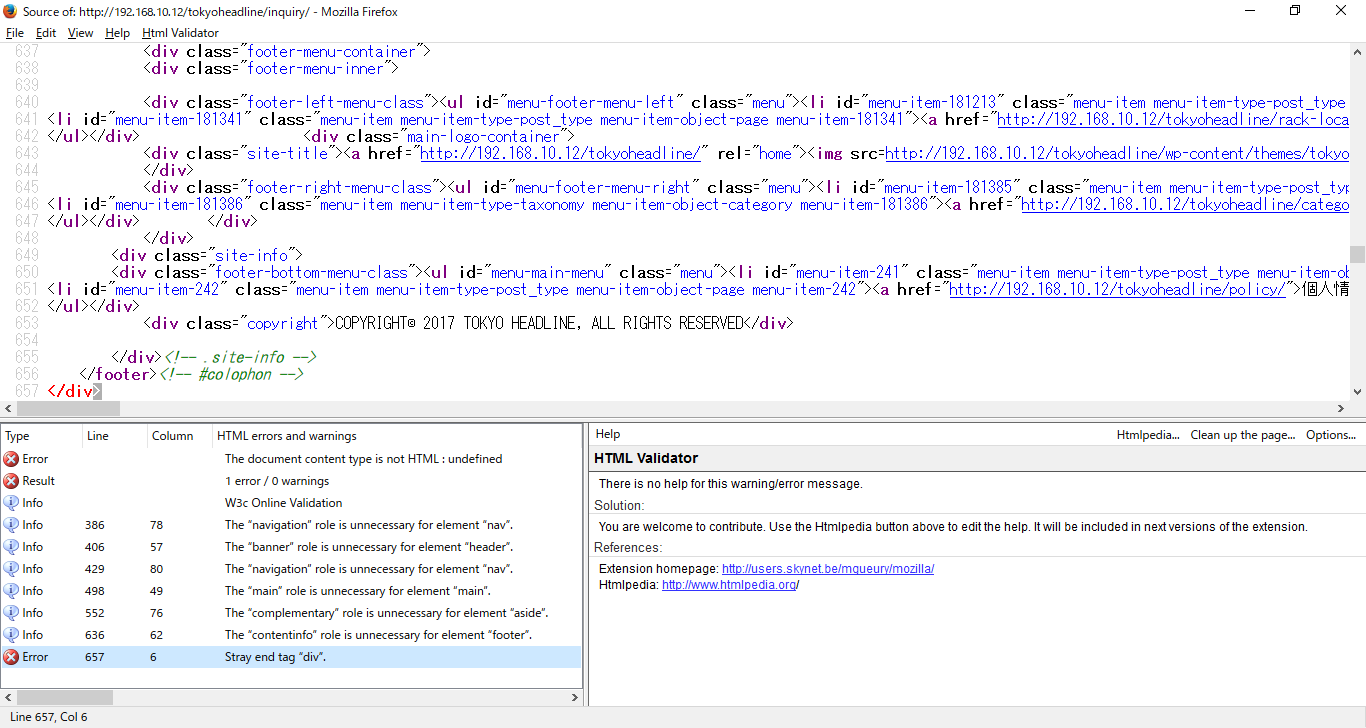 Source of: http://192.168.10.12/tokyoheadline/inquiry/ - Mozilla Firefox
File Edit View Help Html Validator
637 <div class="footer-menu-container">
638 <div class="footer-menu-inner">
639
640 <div class="footer-left-menu-class"><ul id="menu-footer-menu-left" class="menu"><li id="menu-item-181213" class="menu-item menu-item-type-post_type
641 <li id="menu-item-181341" class="menu-item menu-item-type-post_type menu-item-object-page menu-item-181341"><a href="http://192.168.10.12/tokyoheadline/rack-loca
642 </ul></div> <div class="main-logo-container">
643 <div class="site-title"><a href="http://192.168.10.12/tokyoheadline/" rel="home"><img src=http://192.168.10.12/tokyoheadline/wp-content/themes/tokyo
644 </div>
645 <div class="footer-right-menu-class"><ul id="menu-footer-menu-right" class="menu"><li id="menu-item-181385" class="menu-item menu-item-type-post_typ
646 <li id="menu-item-181386" class="menu-item menu-item-type-taxonomy menu-item-object-category menu-item-181386"><a href="http://192.168.10.12/tokyoheadline/catego
647 </ul></div> </div>
648 </div>
649 <div class="site-info">
650 <div class="footer-bottom-menu-class"><ul id="menu-main-menu" class="menu"><li id="menu-item-241" class="menu-item menu-item-type-post_type menu-item-ob
651 <li id="menu-item-242" class="menu-item menu-item-type-post_type menu-item-object-page menu-item-242"><a href="http://192.168.10.12/tokyoheadline/policy/">個人情
652 </ul></div>
653 <div class="copyright">COPYRIGHT© 2017 TOKYO HEADLINE, ALL RIGHTS RESERVED</div>
654
655 </div><!-- .site-info -->
656 </footer><!-- #colophon -->
657 </div>
Type Line Column HTML errors and warnings
Error The document content type is not HTML : undefined
Result 1 error / 0 warnings
Info W3c Online Validation
Info 386 78 The “navigation” role is unnecessary for element “nav”.
Info 406 57 The “banner” role is unnecessary for element “header”.
Info 429 80 The “navigation” role is unnecessary for element “nav”.
Info 498 49 The “main” role is unnecessary for element “main”.
Info 552 76 The “complementary” role is unnecessary for element “aside”.
Info 636 62 The “contentinfo” role is unnecessary for element “footer”.
Error 657 6 Stray end tag “div”.
Help Htmlpedia... Clean up the page... Options...
HTML Validator
There is no help for this warning/error message.
Solution:
You are welcome to contribute. Use the Htmlpedia button above to edit the help. It will be included in next versions of the extension.
References:
Extension homepage: http://users.skynet.be/mgueury/mozilla/
Htmlpedia: http://www.htmlpedia.org/
Line 657, Col 6